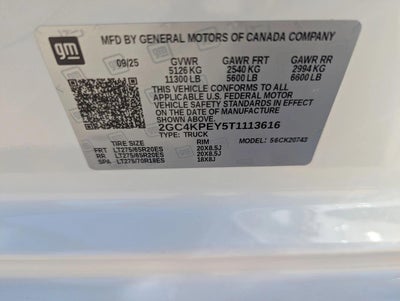 gm
MFD BY GENERAL MOTORS OF CANADA COMPANY
09/25 GVWR GAWR FRT GAWR RR
5126 KG 2540 KG 2994 KG
11300 LB 5600 LB 6600 LB
THIS VEHICLE CONFORMS TO ALL
APPLICABLE U.S. FEDERAL MOTOR
VEHICLE SAFETY STANDARDS IN EFFECT
ON THE DATE OF MANUFACTURE SHOWN ABOVE.
2GC4KPEY5T1113616
TYPE: TRUCK MODEL: 56CK20743
TIRE SIZE RIM
FRT LT275/65R20ES 20X8.5J
RR LT275/65R20ES 20X8.5J
SPA LT275/70R18ES 18X8J